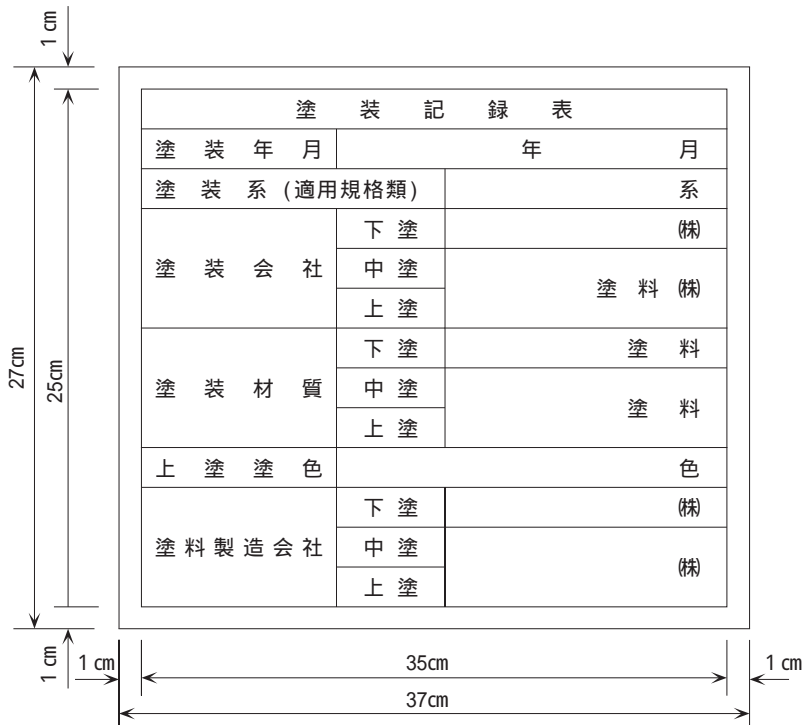 1 cm
塗装記録表
塗装年月 年 月
塗装系(適用規格類) 系
塗装会社 下塗 ㈱
中塗 塗料㈱
上塗
塗装材質 下塗 塗料
中塗 塗料
上塗
上塗塗色 色
塗料製造会社 下塗 ㈱
中塗 ㈱
上塗
27cm
25cm
1 cm
1 cm
35cm
1 cm
37cm